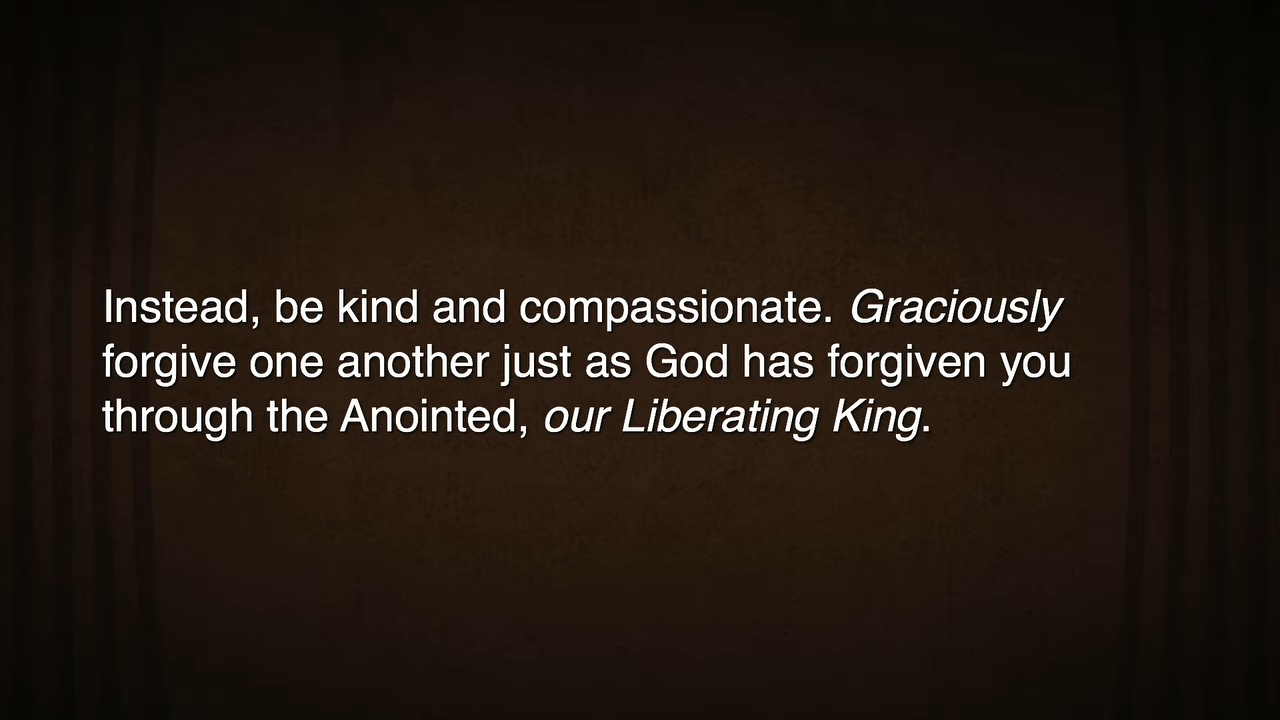 Instead, be kind and compassionate. Graciously
forgive one another just as God has forgiven you
through the Anointed, our Liberating King.